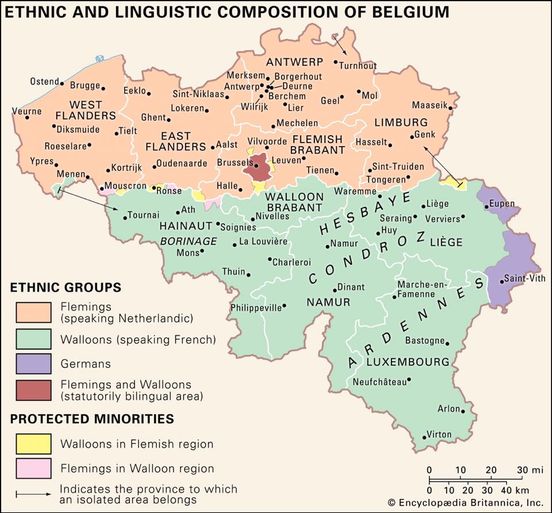 ETHNIC AND LINGUISTIC COMPOSITION OF BELGIUM
ANTWERP
Turnhout
Merksem
Borgerhout
Antwerp
Deurne
Berchem
Wilrijk
Lier
Geel
Mol
Mechelen
Ostend
Brugge
Eeklo
Sint-Niklaas
Lokeren
Veurne
WEST
FLANDERS
Diksmuide
Tielt
Roeselare
Ypres
Menen
Kortrijk
Ghent
EAST
FLANDERS
Aalst
Oudenaarde
Vilvoorde
FLEMISH
BRABANT
Brussels
Leuven
Tienen
Halle
Maaseik
LIMBURG
Genk
Hasselt
Sint-Truiden
Tongeren
Mouscron
Ronse
WALLOON
BRABANT
Waremme
HESBAYE
Tournai
Ath
HAINAUT
Soignies
Nivelles
BORINAGE
Mons
La Louvière
Charleroi
Thuin
Philippeville
Namur
CONDROZ
Seraing
Liège
Verviers
Huy
LIÈGE
Eupen
Saint-Vith
Dinant
NAMUR
Marche-en-
Famenne
ARDENNES
Bastogne
LUXEMBOURG
Neufchâteau
Arlon
Virton
ETHNIC GROUPS
Flemings
(speaking Netherlandic)
Walloons (speaking French)
Germans
Flemings and Walloons
(statutorily bilingual area)
PROTECTED MINORITIES
Walloons in Flemish region
Flemings in Walloon region
Indicates the province to which
an isolated area belongs
0 10 20 30 mi
0 20 40 km
© Encyclopædia Britannica, Inc.